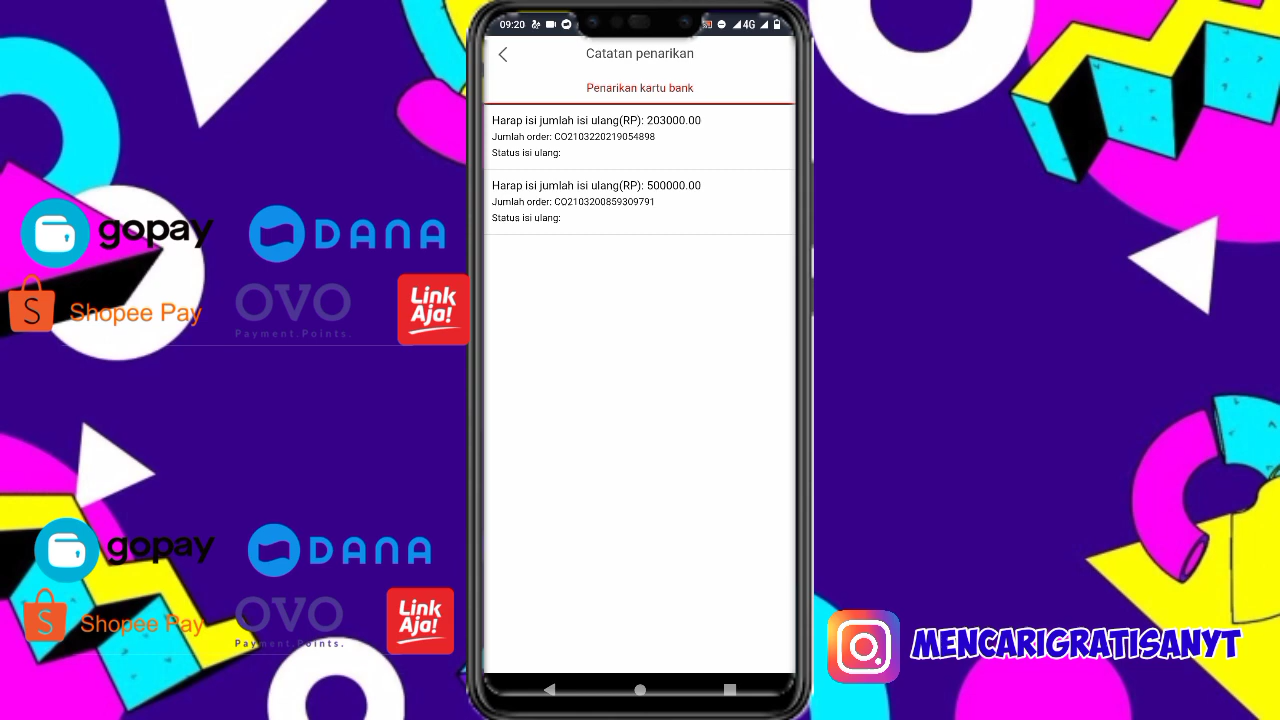 09:20
4G
Catatan penarikan
Penarikan kartu bank
Harap isi jumlah isi ulang(RP): 203000.00
Jumlah order: CO2103220219054898
Status isi ulang:
Harap isi jumlah isi ulang(RP): 500000.00
Jumlah order: CO2103200859309791
Status isi ulang:
gopay
DANA
S Shopee Pay
OVO
Payment.Points.
Link
Aja!
gopay
DANA
S Shopee Pay
OVO
Payment.Points.
Link
Aja!
MENCARIGRATISANYT